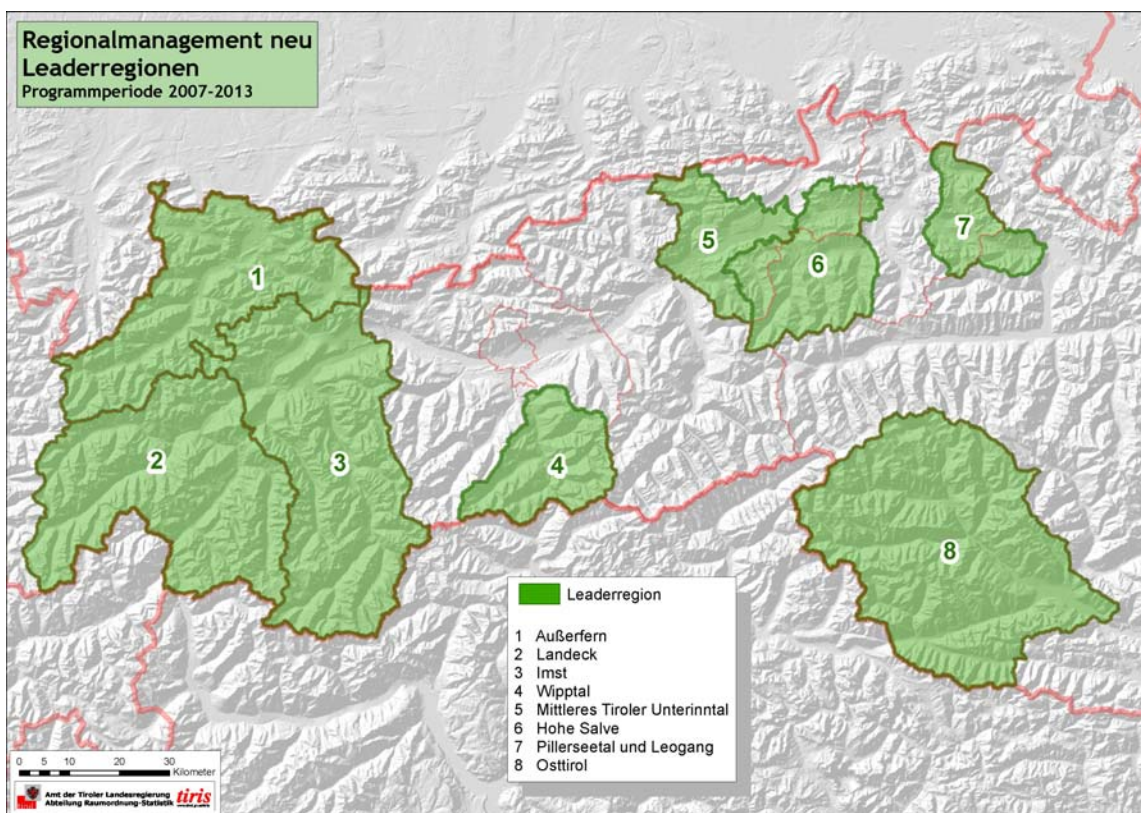 Regionalmanagement neu
Leaderregionen
Programmperiode 2007-2013
1
2
3
4
5
6
7
8
Leaderregion
1 Außerfern
2 Landeck
3 Imst
4 Wipptal
5 Mittleres Tiroler Unterinntal
6 Hohe Salve
7 Pillerseetal und Leogang
8 Osttirol
0 5 10 20 30
Kilometer
Amt der Tiroler Landesregierung
Abteilung Raumordnung-Statistik
tiris